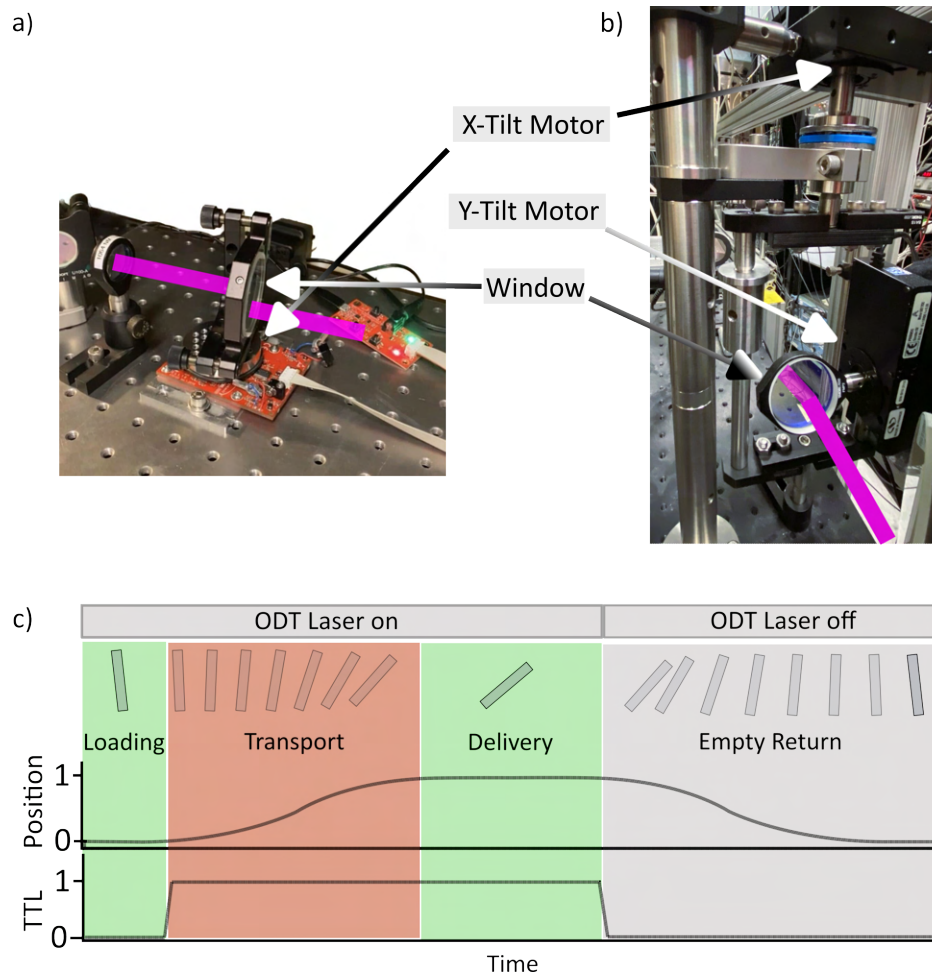 a)
b)
X-Tilt Motor
Y-Tilt Motor
Window
c)
ODT Laser on
ODT Laser off
Loading
Transport
Delivery
Empty Return
Position
1
0
TTL
1
0
Time